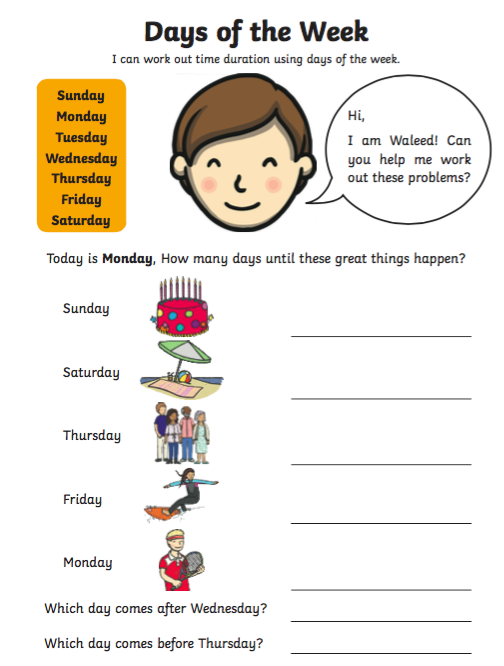 Days of the Week
I can work out time duration using days of the week.
Sunday
Monday
Tuesday
Wednesday
Thursday
Friday
Saturday
Hi,
I am Waleed! Can
you help me work
out these problems?
Today is Monday, How many days until these great things happen?
Sunday
Saturday
Thursday
Friday
Monday
Which day comes after Wednesday?
Which day comes before Thursday?